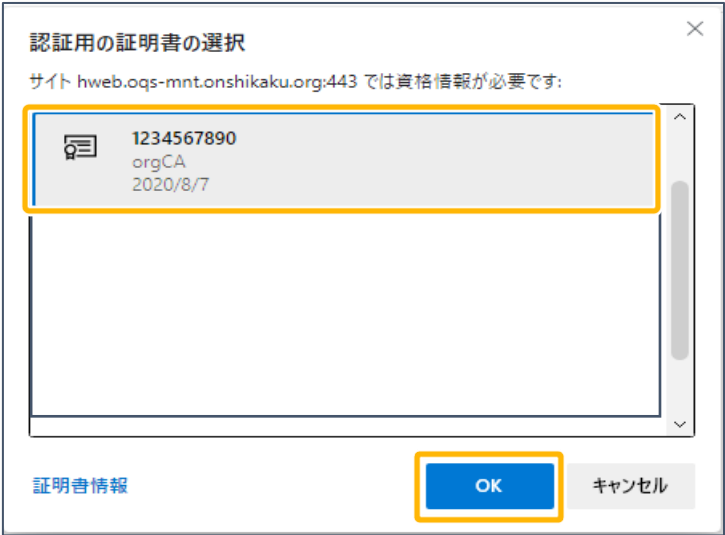 認証用の証明書の選択
サイト hweb.oqs-mnt.onshikaku.org:443 では資格情報が必要です:
1234567890
orgCA
2020/8/7
証明書情報
OK
キャンセル